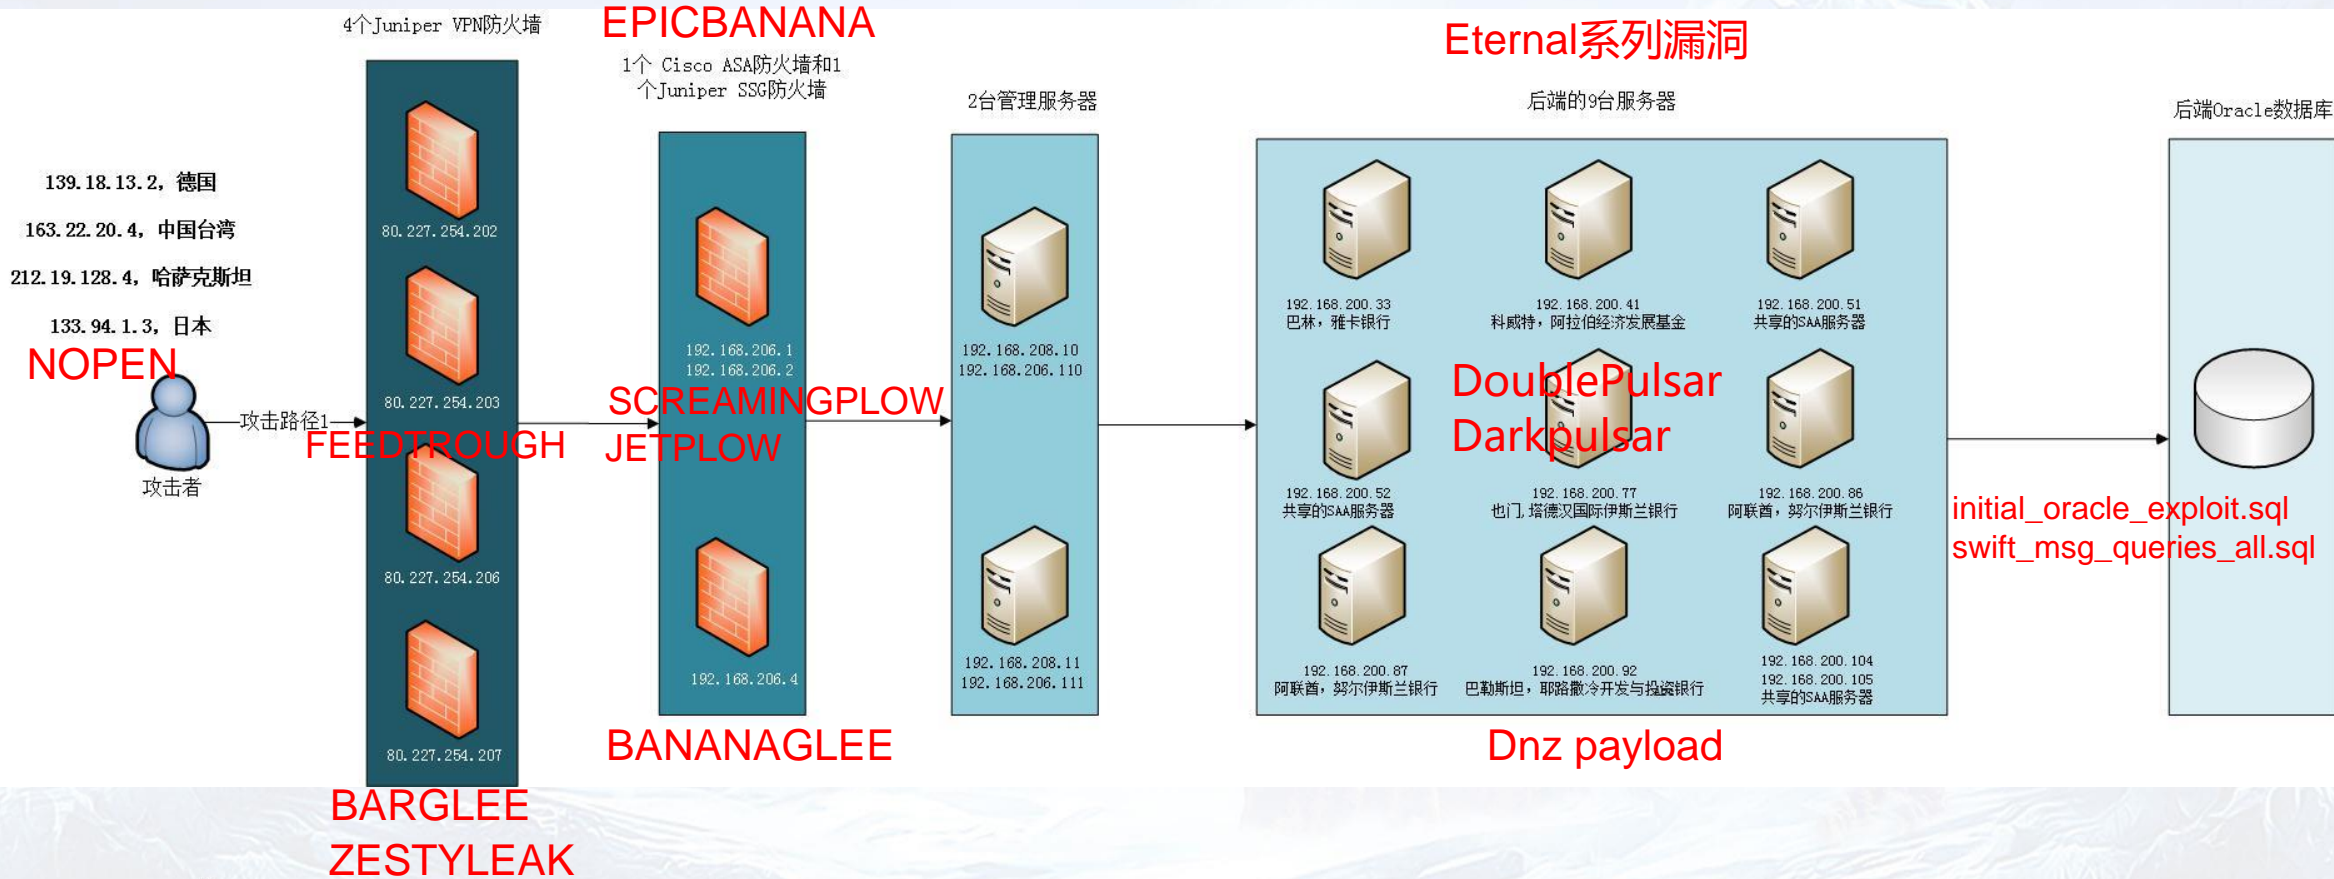 4个Juniper VPN防火墙
EPICBANANA
1个 Cisco ASA防火墙和1
个Juniper SSG防火墙
2台管理服务器
Eternal系列漏洞
后端的9台服务器
后端Oracle数据库
139.18.13.2, 德国
163.22.20.4, 中国台湾
212.19.128.4, 哈萨克斯坦
133.94.1.3, 日本
NOPEN
攻击路径1
攻击者
80.227.254.202
80.227.254.203
FEEDTROUGH
80.227.254.206
80.227.254.207
BARGLEE
ZESTYLEAK
192.168.206.1
192.168.206.2
SCREAMINGPLOW
JETPLOW
192.168.206.4
BANANAGLEE
192.168.208.10
192.168.206.110
192.168.208.11
192.168.206.111
192.168.200.33
巴林, 雅卡银行
192.168.200.41
科威特, 阿拉伯经济发展基金
192.168.200.51
共享的SAA服务器
DoublePulsar
Darkpulsar
192.168.200.52
共享的SAA服务器
192.168.200.77
也门, 塔德汉国际伊斯兰银行
192.168.200.86
阿联酋, 努尔伊斯兰银行
192.168.200.87
阿联酋, 努尔伊斯兰银行
192.168.200.92
巴勒斯坦, 耶路撒冷开发与投资银行
192.168.200.104
192.168.200.105
共享的SAA服务器
Dnz payload
initial_oracle_exploit.sql
swift_msg_queries_all.sql